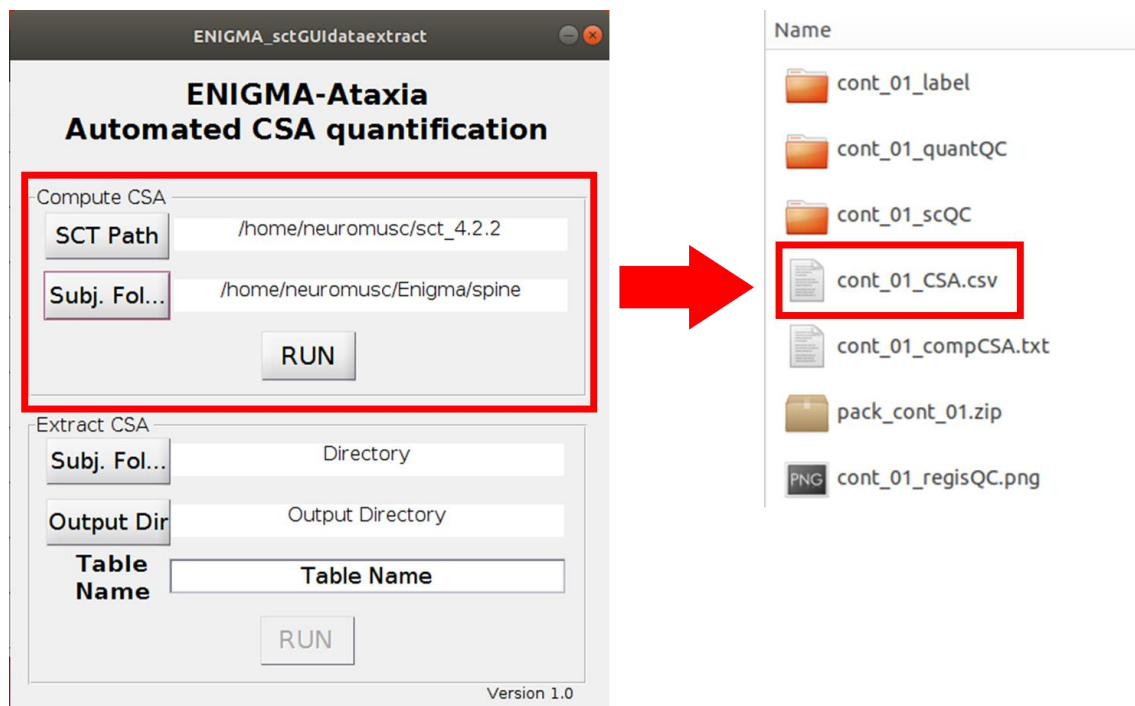 ENIGMA_sctGUIdataextract
ENIGMA-Ataxia
Automated CSA quantification
Compute CSA
SCT Path
/home/neuromusc/sct_4.2.2
Subj. Fol...
/home/neuromusc/Enigma/spine
RUN
Extract CSA
Subj. Fol...
Directory
Output Dir
Output Directory
Table
Name
Table Name
RUN
Version 1.0
Name
cont_01_label
cont_01_quantQC
cont_01_scQC
cont_01_CSA.csv
cont_01_compCSA.txt
pack_cont_01.zip
PNG
cont_01_regisQC.png